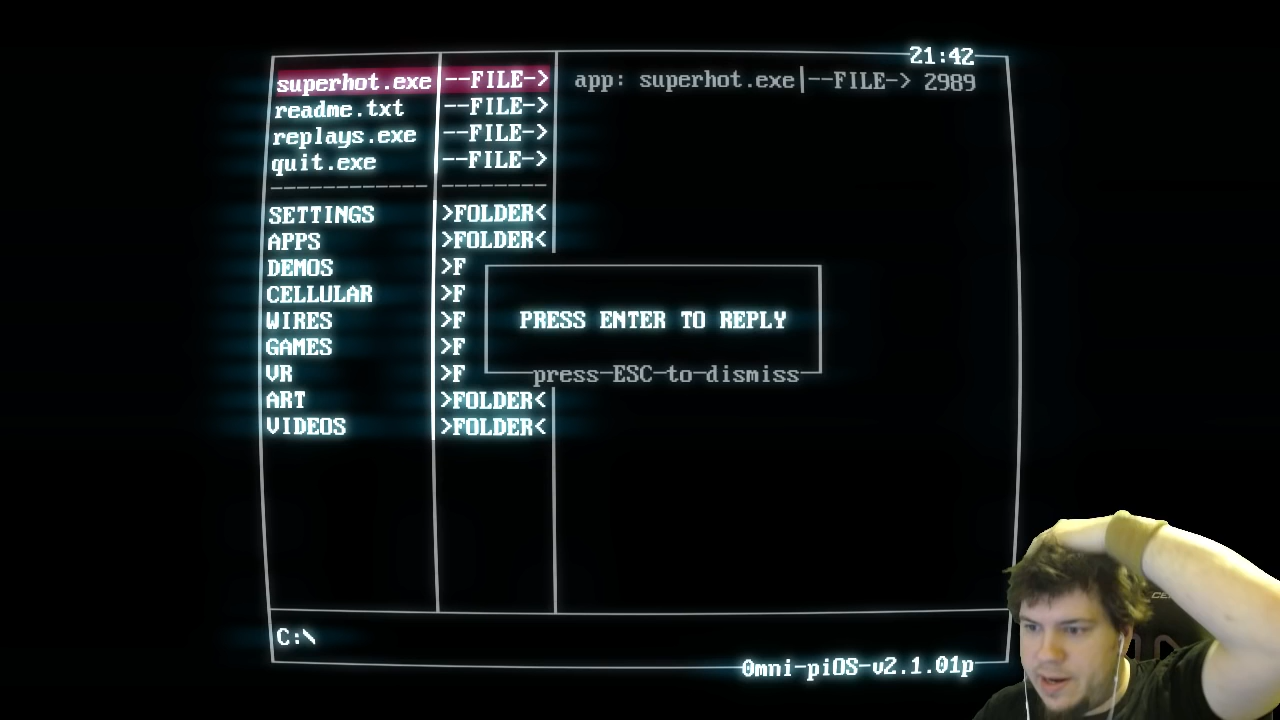 21:42
superhot.exe --FILE-> app: superhot.exe|--FILE-> 2989
readme.txt --FILE->
replays.exe --FILE->
quit.exe --FILE->
SETTINGS >FOLDER<
APPS >FOLDER<
DEMOS >F
CELLULAR >F
WIRES >F
GAMES >F
VR >F
ART >FOLDER<
VIDEOS >FOLDER<
PRESS ENTER TO REPLY
press-ESC-to-dismiss
C:\
0mni-piOS-v2.1.01p